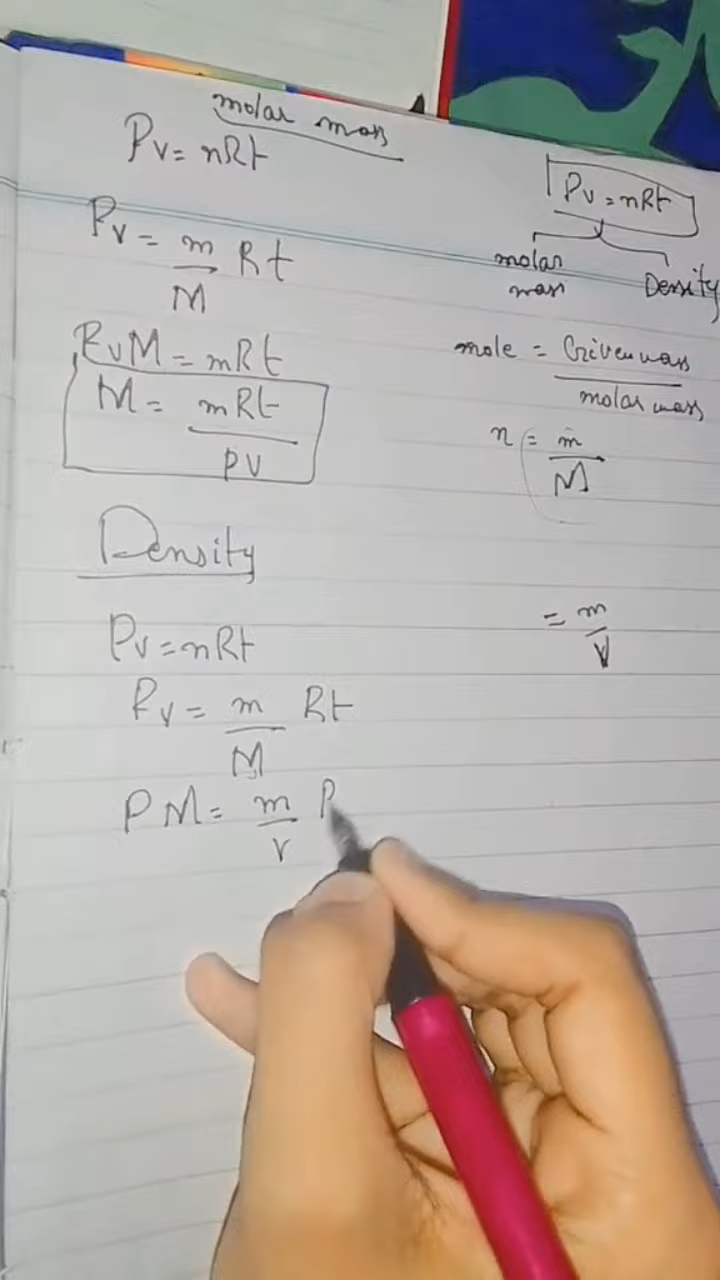 molar mass
Pv = nRt
Pv = nRt
molar mass
Density
Pv = m/M Rt
PvM = mRt
M = mRt/PV
mole = Given mass/molar mass
n = m/M
Density
= m/V
Pv = nRt
Pv = m/M Rt
PM = m/v R